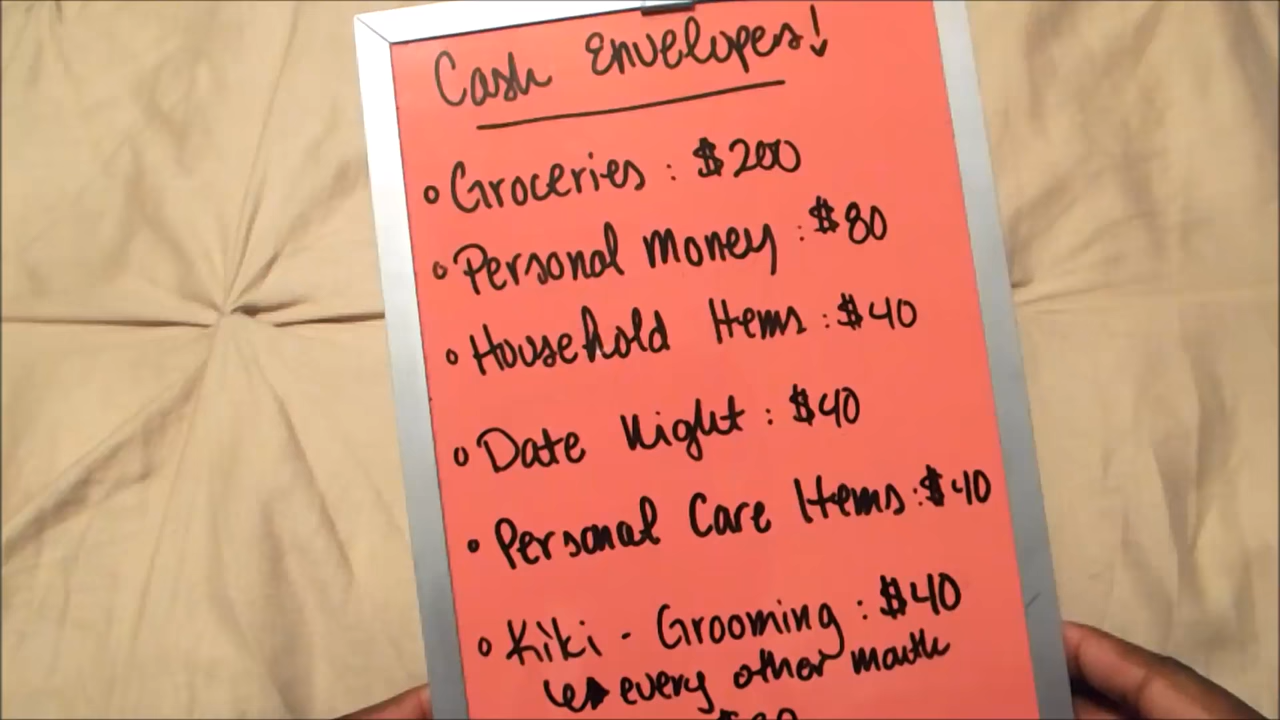 Cash Envelopes!
Groceries: $200
Personal Money: $80
Household Items: $40
Date Night: $40
Personal Care Items: $40
Kiki - Grooming: $40
every other month